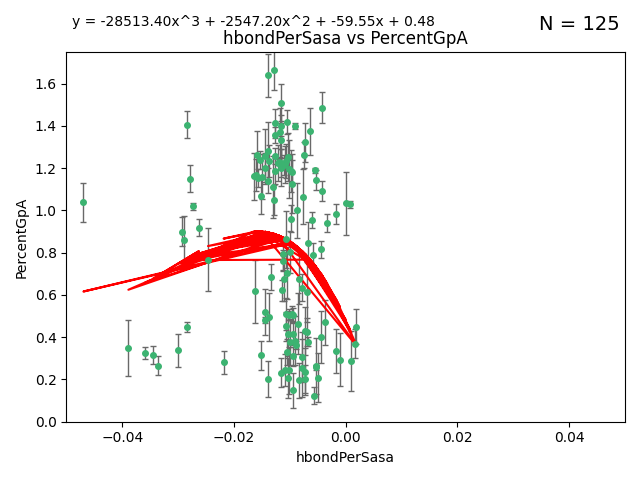 y = -28513.40x^3 + -2547.20x^2 + -59.55x + 0.48
N = 125
hbondPerSasa vs PercentGpA
PercentGpA
1.6
1.4
1.2
1.0
0.8
0.6
0.4
0.2
0.0
−0.04 −0.02 0.00 0.02 0.04
hbondPerSasa